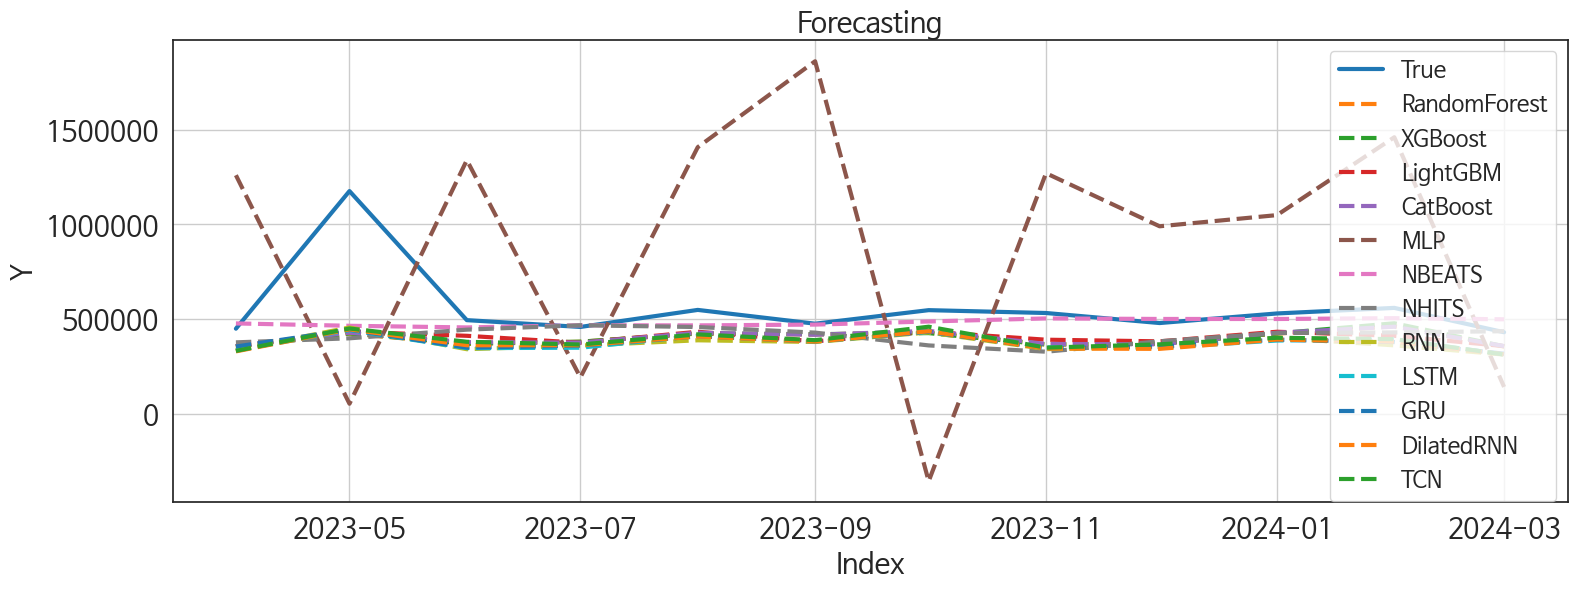 Forecasting
Y
1500000
1000000
500000
0
True
RandomForest
XGBoost
LightGBM
CatBoost
MLP
NBEATS
NHITS
RNN
LSTM
GRU
DilatedRNN
TCN
2023-05
2023-07
2023-09
2023-11
2024-01
2024-03
Index